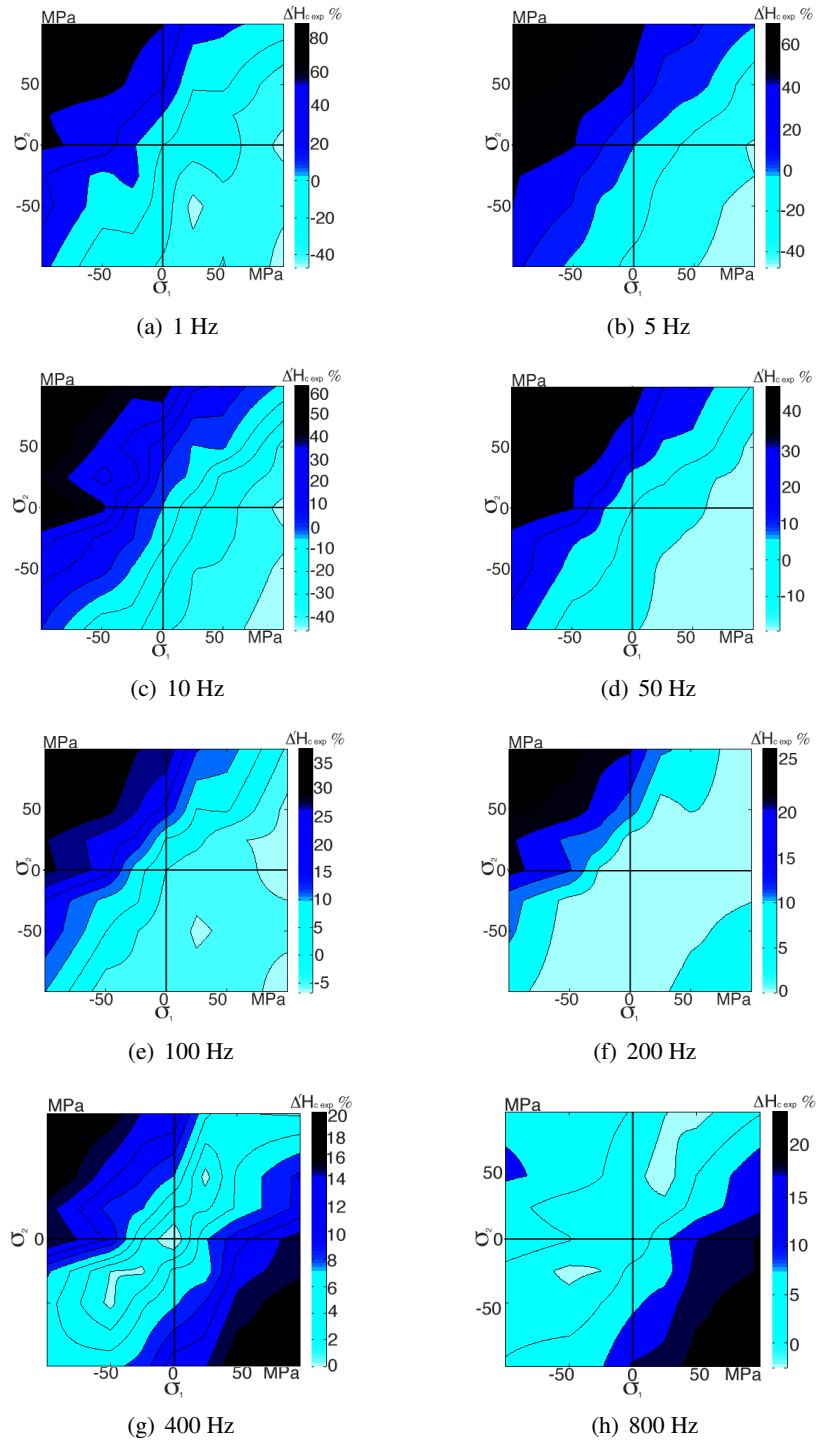 MPa Δ'Hc exp %
80
60
50
40
20
σ2
0
0
-20
-50
-40
-50 0 50 MPa
σ1
(a) 1 Hz
MPa Δ'Hc exp %
60
50
40
20
σ2
0
0
-20
-50
-40
-50 0 50 MPa
σ1
(b) 5 Hz
MPa Δ'Hc exp %
60
50
50
40
30
20
10
σ2
0
0
-10
-20
-50
-30
-40
-50 0 50 MPa
σ1
(c) 10 Hz
MPa Δ'Hc exp %
40
50
30
20
σ2
0
10
-50
0
-10
-50 0 50 MPa
σ1
(d) 50 Hz
MPa Δ'Hc exp %
35
30
50
25
20
15
σ2
0
10
5
-50
0
-5
-50 0 50 MPa
σ1
(e) 100 Hz
MPa Δ'Hc exp %
25
50
20
15
σ2
0
10
-50
5
0
-50 0 50 MPa
σ1
(f) 200 Hz
MPa Δ'Hc exp %
20
18
16
14
12
σ2
0
10
8
6
4
2
0
-50 0 50 MPa
σ1
(g) 400 Hz
MPa Δ'Hc exp %
20
50
15
σ2
0
10
5
-50
0
-50 0 50 MPa
σ1
(h) 800 Hz